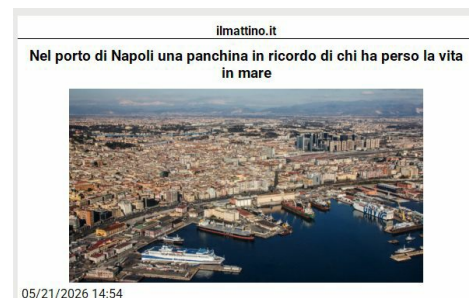 ilmattino.it
Nel porto di Napoli una panchina in ricordo di chi ha perso la vita
in mare
05/21/2026 14:54